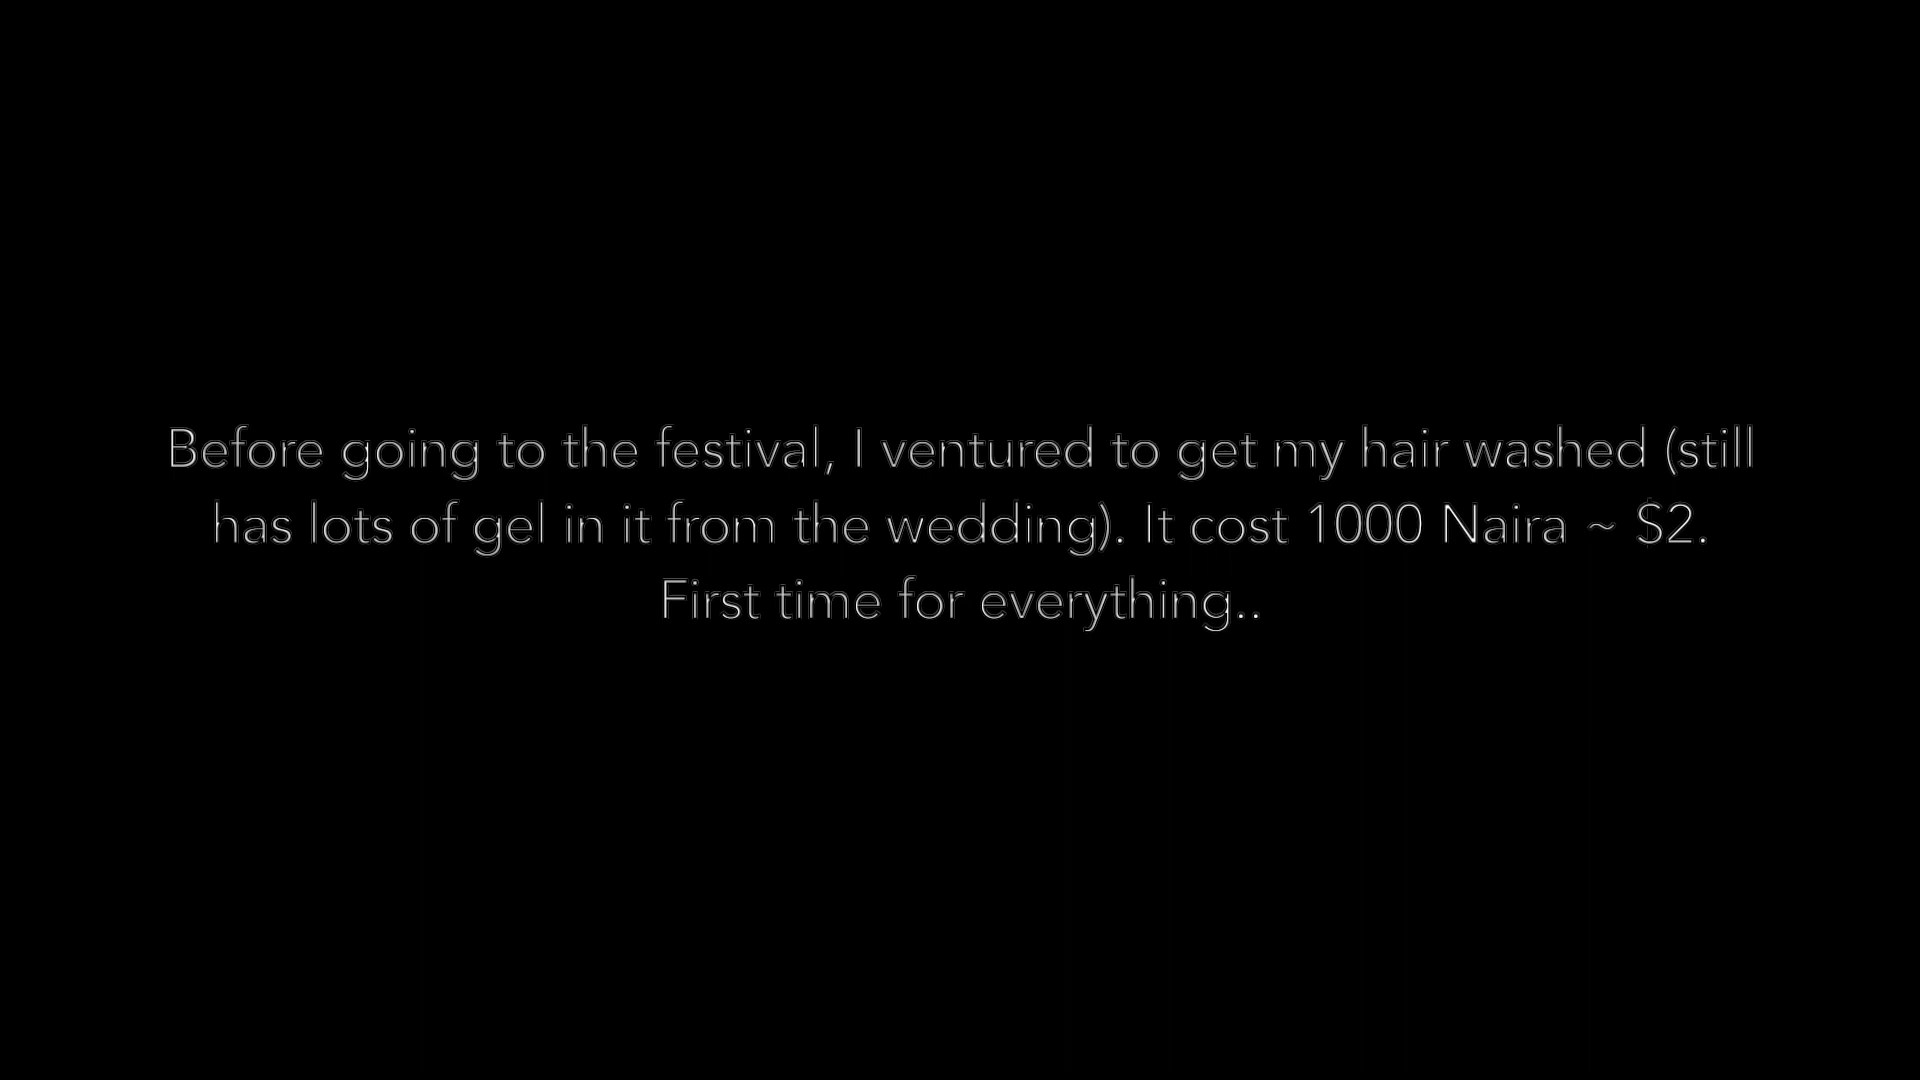 Before going to the festival, I ventured to get my hair washed (still
has lots of gel in it from the wedding). It cost 1000 Naira ~ $2.
First time for everything..